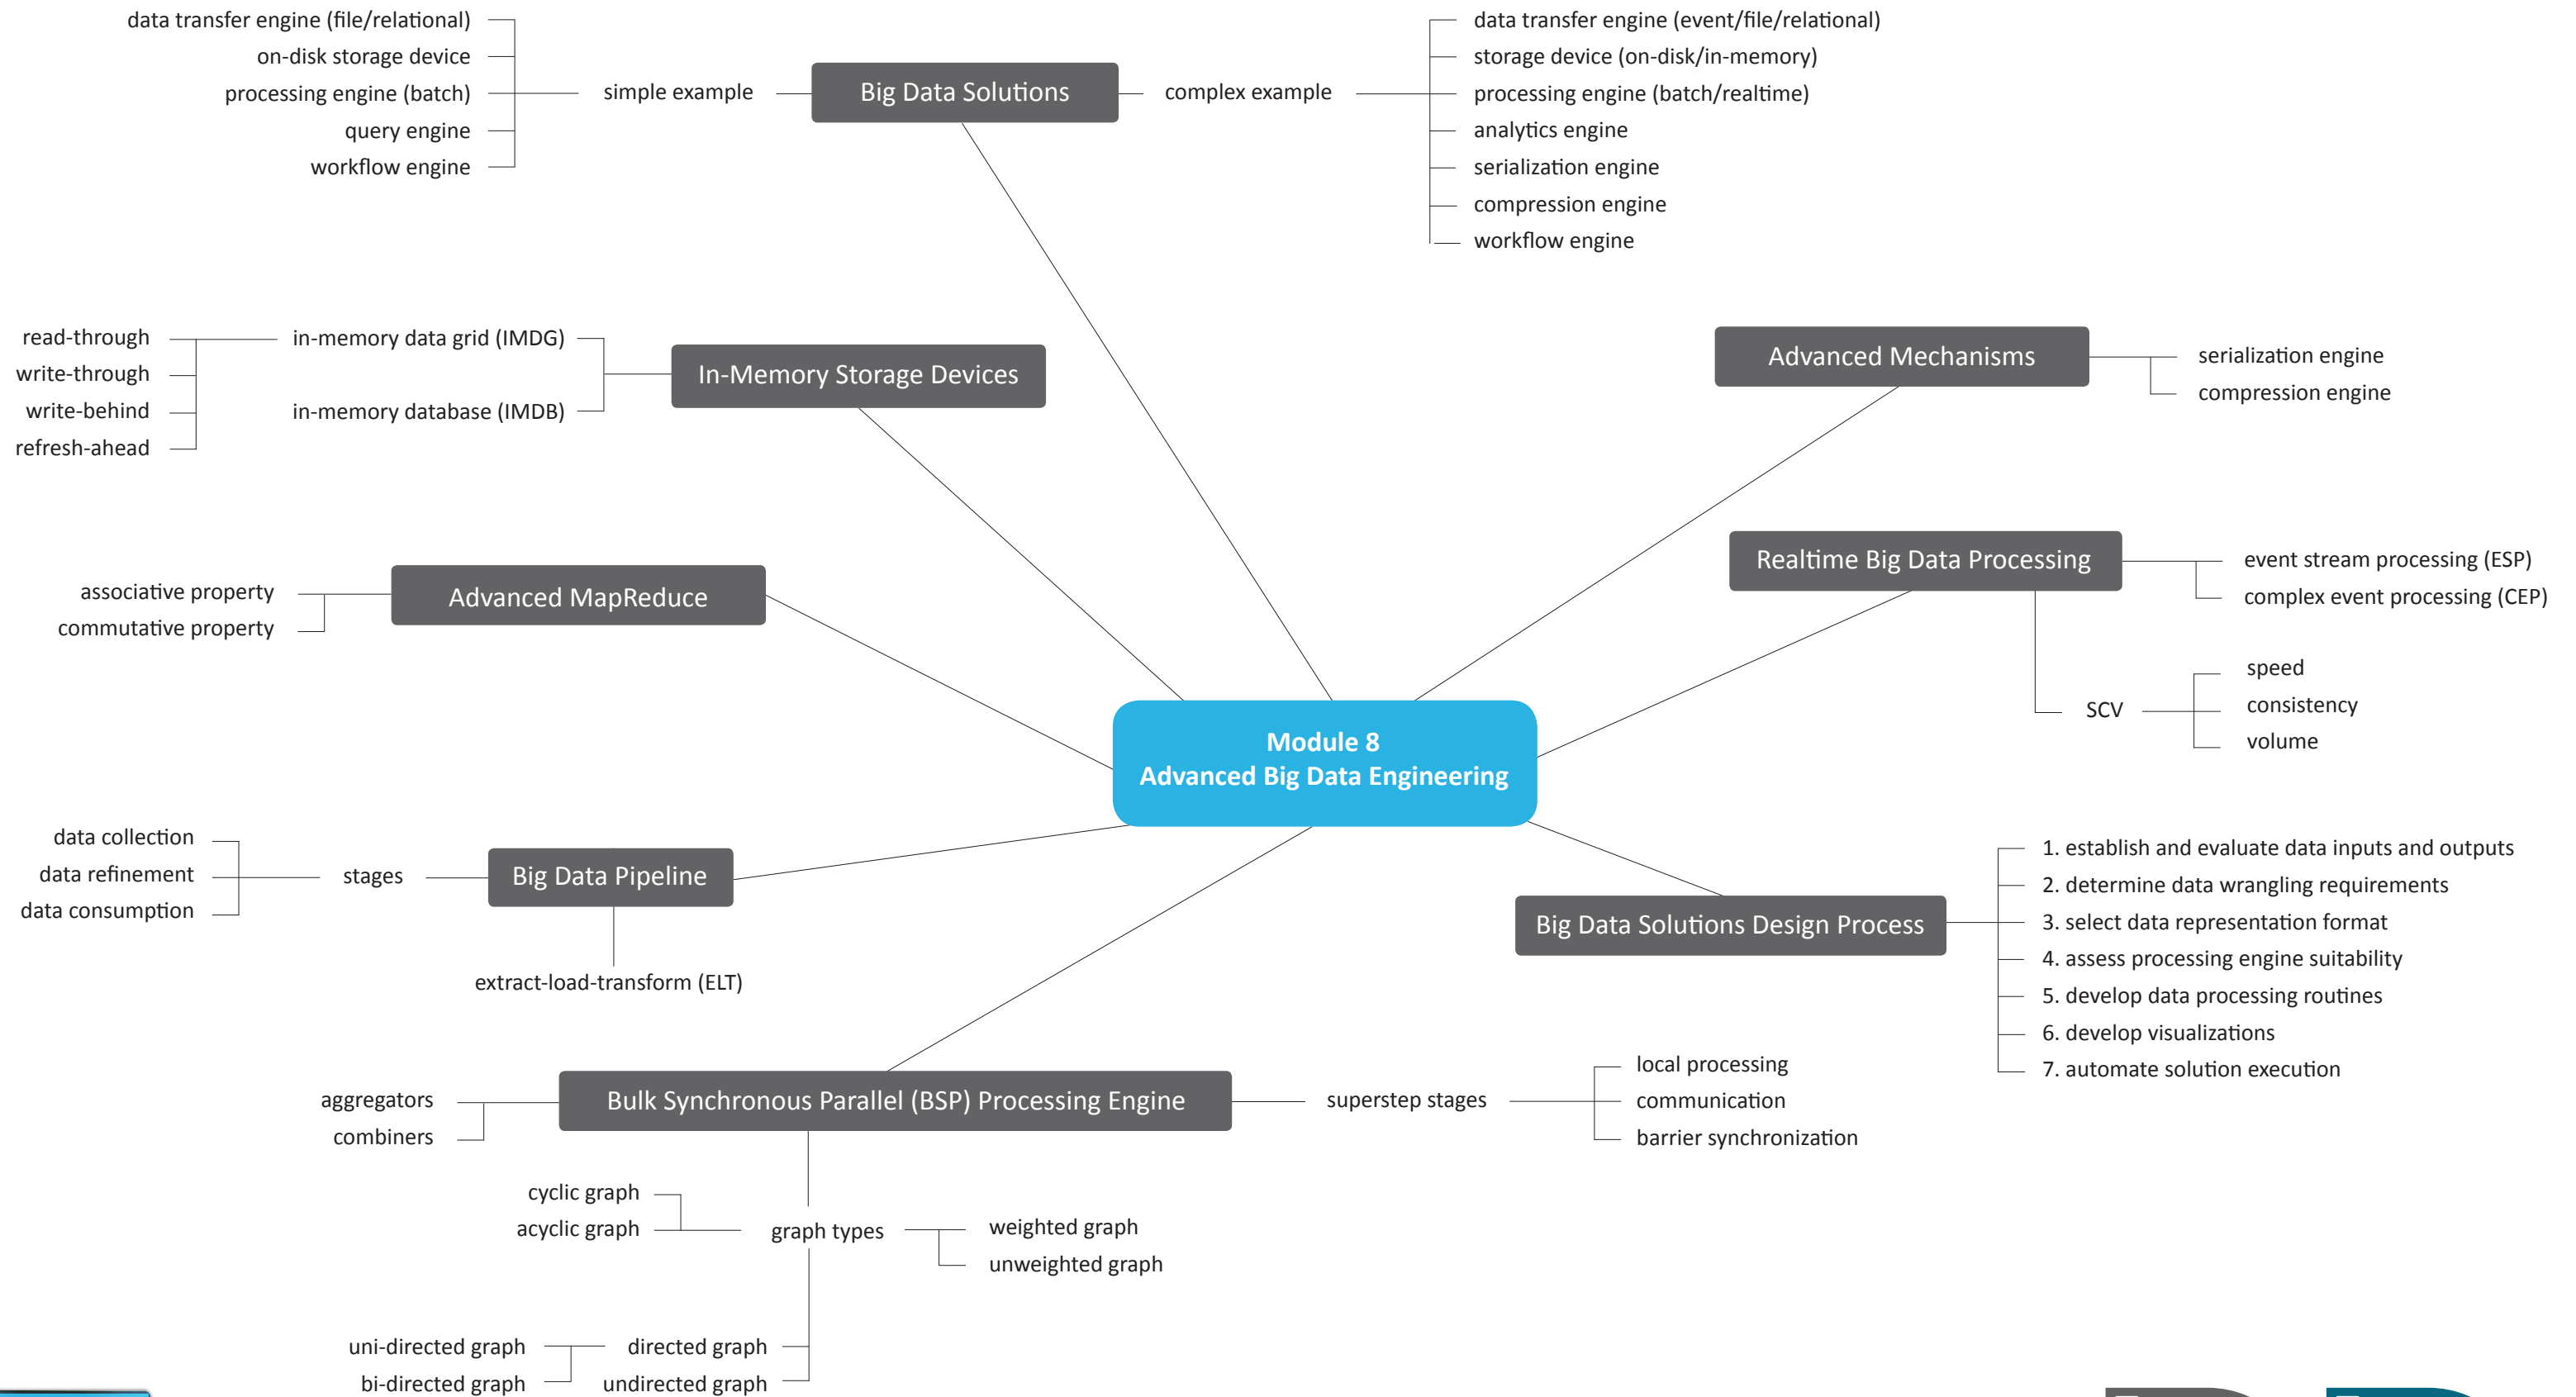 data transfer engine (file/relational)
on-disk storage device
processing engine (batch)
query engine
workflow engine
simple example
Big Data Solutions
complex example
data transfer engine (event/file/relational)
storage device (on-disk/in-memory)
processing engine (batch/realtime)
analytics engine
serialization engine
compression engine
workflow engine
read-through
write-through
write-behind
refresh-ahead
in-memory data grid (IMDG)
in-memory database (IMDB)
In-Memory Storage Devices
Advanced Mechanisms
serialization engine
compression engine
associative property
commutative property
Advanced MapReduce
Realtime Big Data Processing
event stream processing (ESP)
complex event processing (CEP)
SCV
speed
consistency
volume
Module 8
Advanced Big Data Engineering
data collection
data refinement
data consumption
stages
Big Data Pipeline
extract-load-transform (ELT)
Big Data Solutions Design Process
1. establish and evaluate data inputs and outputs
2. determine data wrangling requirements
3. select data representation format
4. assess processing engine suitability
5. develop data processing routines
6. develop visualizations
7. automate solution execution
aggregators
combiners
Bulk Synchronous Parallel (BSP) Processing Engine
superstep stages
local processing
communication
barrier synchronization
cyclic graph
acyclic graph
graph types
weighted graph
unweighted graph
uni-directed graph
bi-directed graph
directed graph
undirected graph